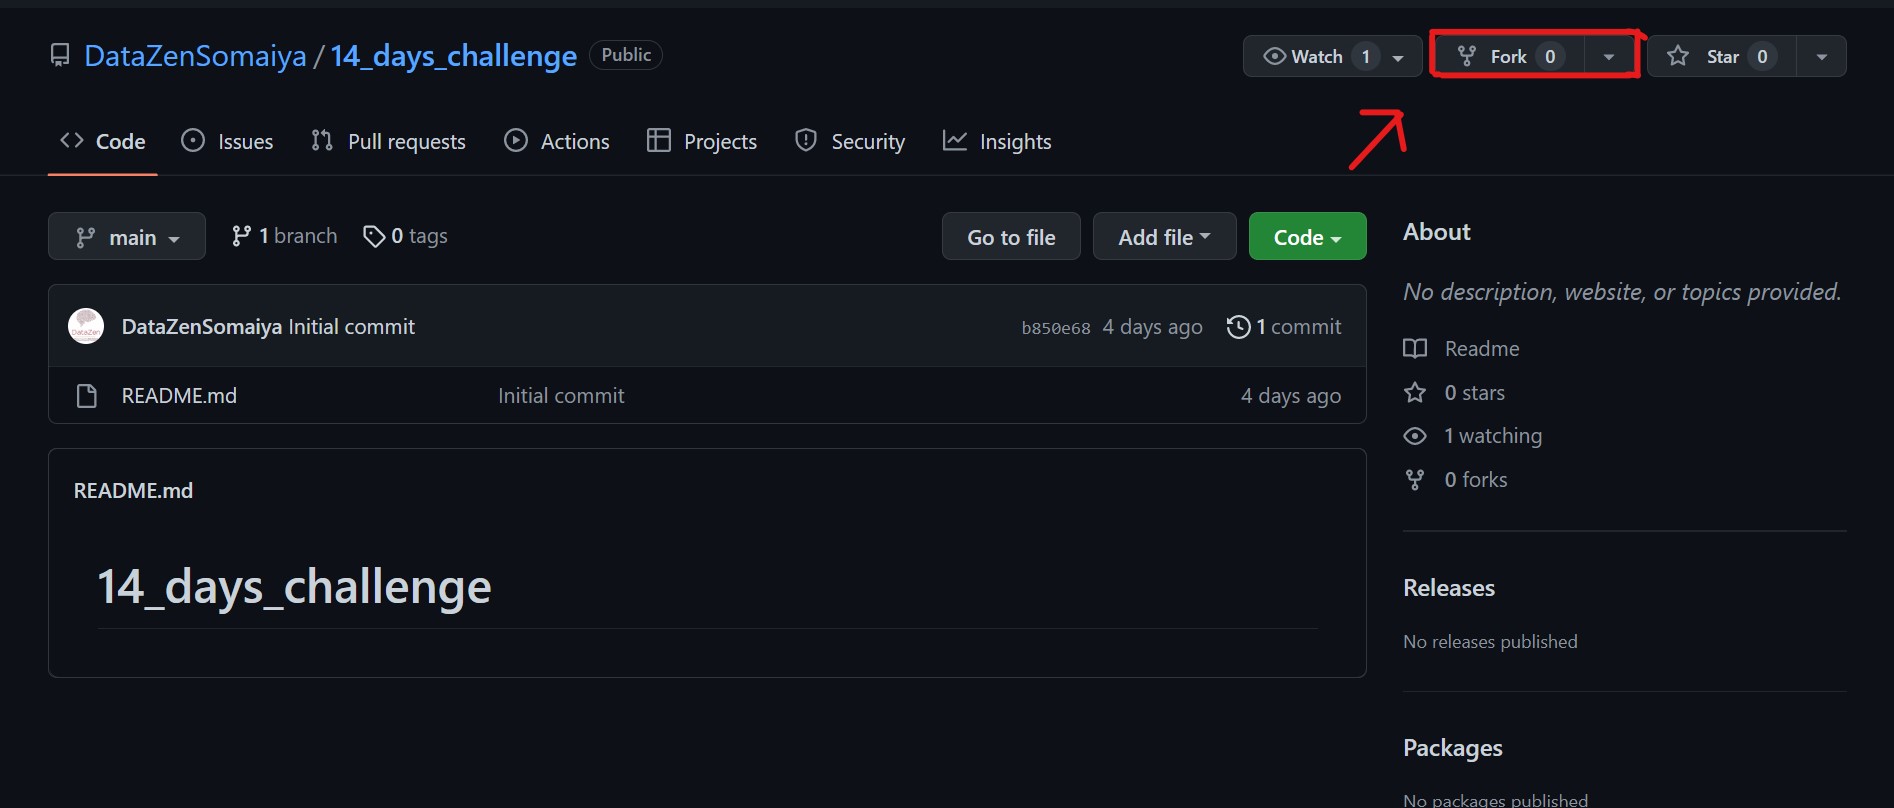 DataZenSomaiya / 14_days_challenge Public Watch 1 Fork 0 Star 0
Code Issues Pull requests Actions Projects Security Insights
main 1 branch 0 tags Go to file Add file Code
DataZen
DataZenSomaiya Initial commit b850e68 4 days ago 1 commit
README.md Initial commit 4 days ago
README.md
14_days_challenge
About
No description, website, or topics provided.
Readme
0 stars
1 watching
0 forks
Releases
No releases published
Packages
No packages published